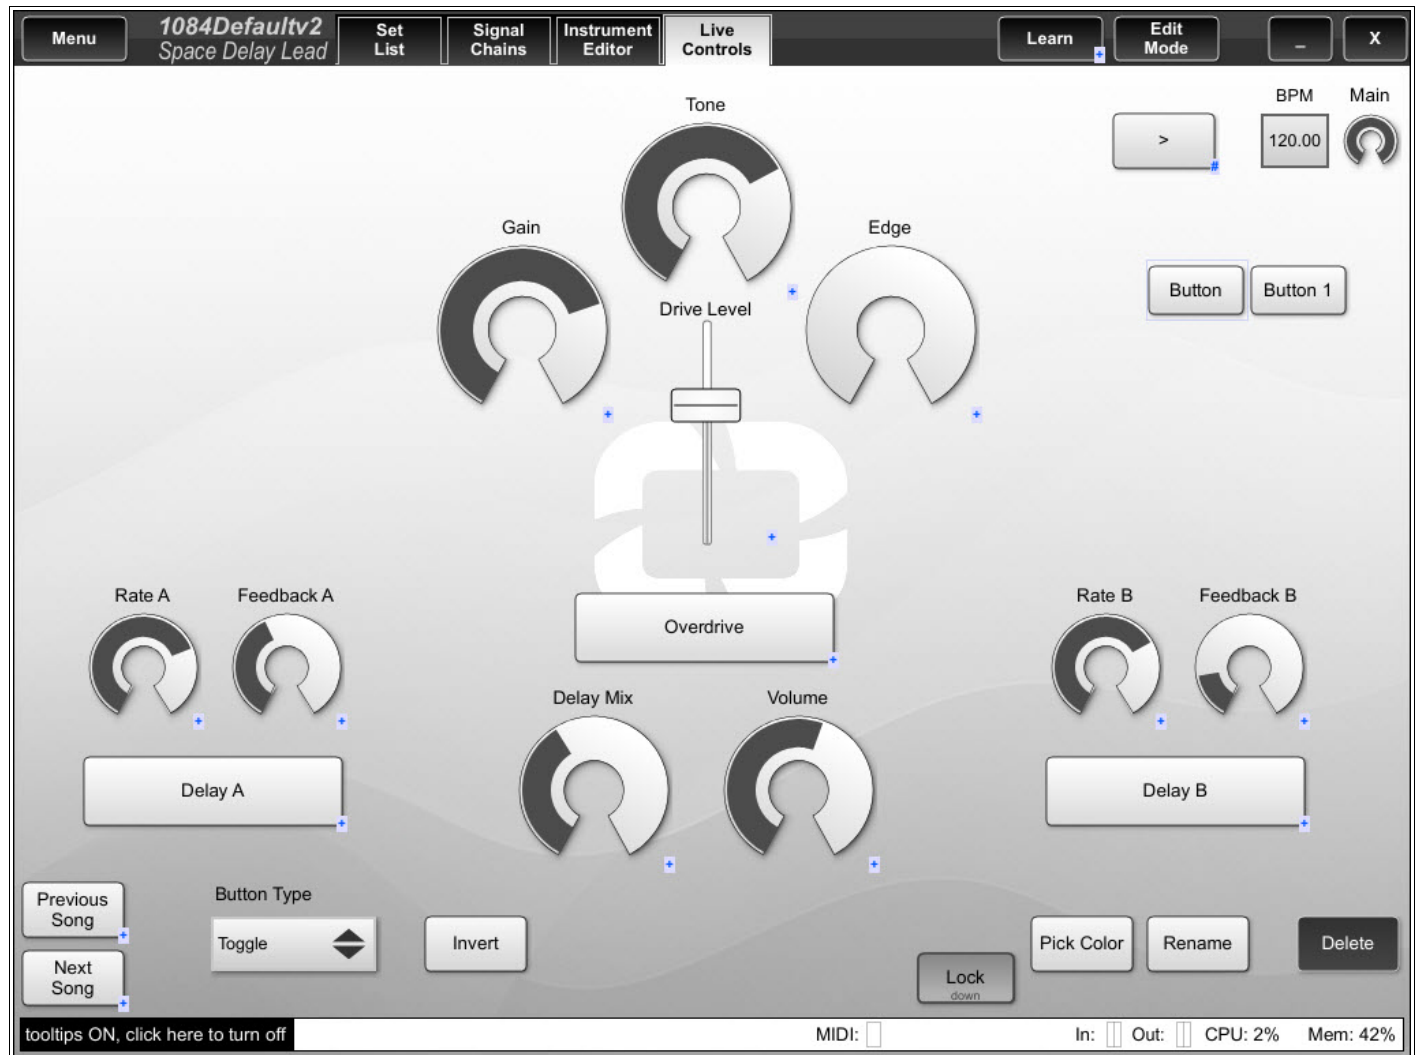 Menu
1084Defaultv2
Space Delay Lead
Set
List
Signal
Chains
Instrument
Editor
Live
Controls
Learn
+
Edit
Mode
_
X
BPM
Main
>
#
120.00
Tone
+
Gain
+
Edge
+
Button
Button 1
Drive Level
+
Rate A
+
Feedback A
+
Overdrive
+
Rate B
+
Feedback B
+
Delay Mix
+
Volume
+
Delay A
+
Delay B
+
Previous
Song
+
Next
Song
+
Button Type
Toggle
Invert
Lock
down
Pick Color
Rename
Delete
tooltips ON, click here to turn off
MIDI:
In:
Out:
CPU: 2%
Mem: 42%